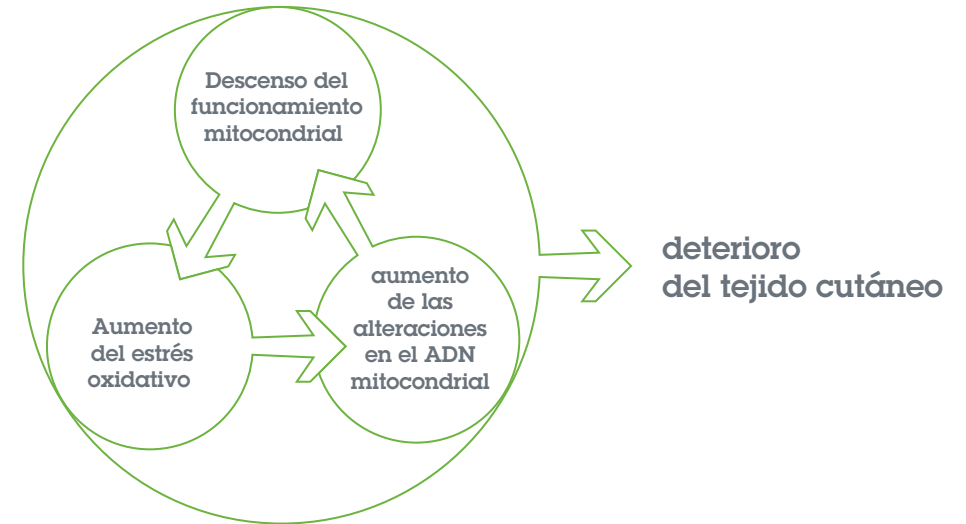 Descenso del
funcionamiento
mitocondrial
Aumento
del estrés
oxidativo
aumento
de las
alteraciones
en el ADN
mitocondrial
deterioro
del tejido cutáneo